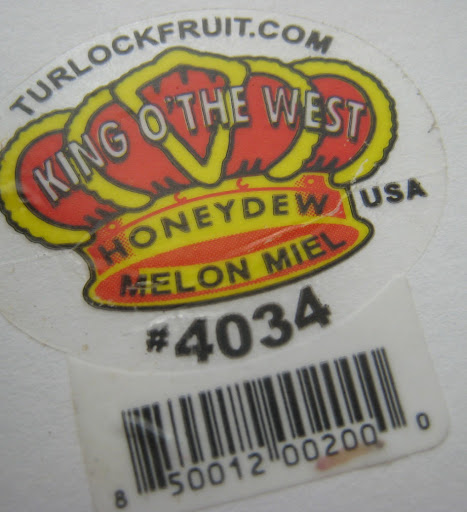 TURLOCKFRUIT.COM
KING O'THE WEST
HONEYDEW
USA
MELON MIEL
#4034
8 50012 00200 0